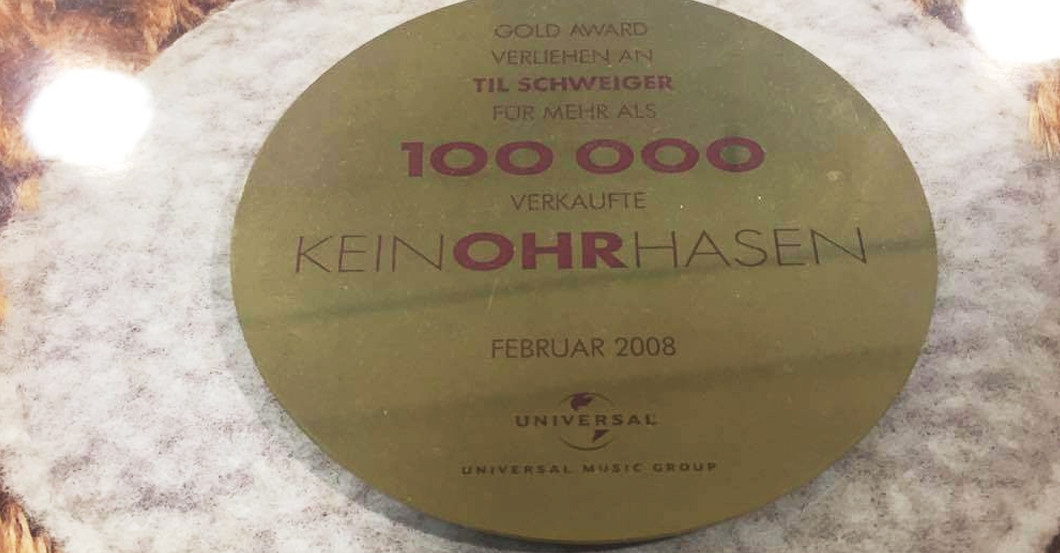 GOLD AWARD
VERLIEHEN AN
TIL SCHWEIGER
FÜR MEHR ALS
100 000
VERKAUFTE
KEINOHRHASEN
FEBRUAR 2008
UNIVERSAL
UNIVERSAL MUSIC GROUP